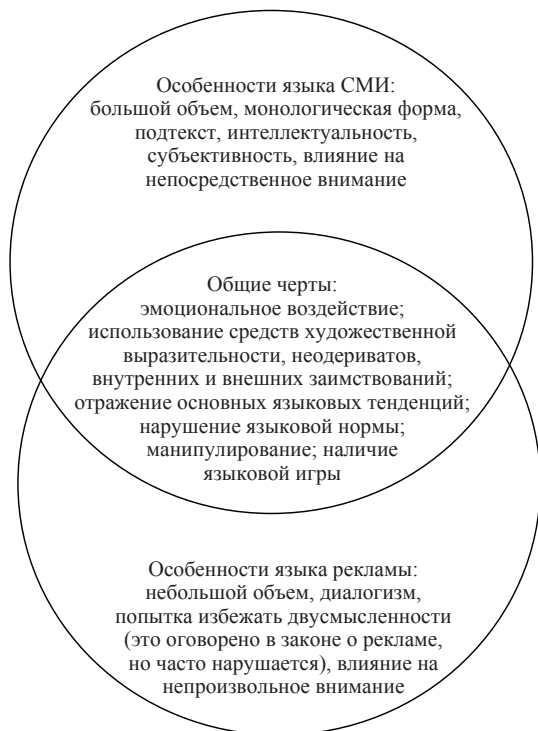 Особенности языка СМИ:
большой объем, монологическая форма,
подтекст, интеллектуальность,
субъективность, влияние на
непосредственное внимание
Общие черты:
эмоциональное воздействие;
использование средств художественной
выразительности, неодериватов,
внутренних и внешних заимствований;
отражение основных языковых тенденций;
нарушение языковой нормы;
манипулирование; наличие
языковой игры
Особенности языка рекламы:
небольшой объем, диалогизм,
попытка избежать двусмысленности
(это оговорено в законе о рекламе,
но часто нарушается), влияние на
непроизвольное внимание